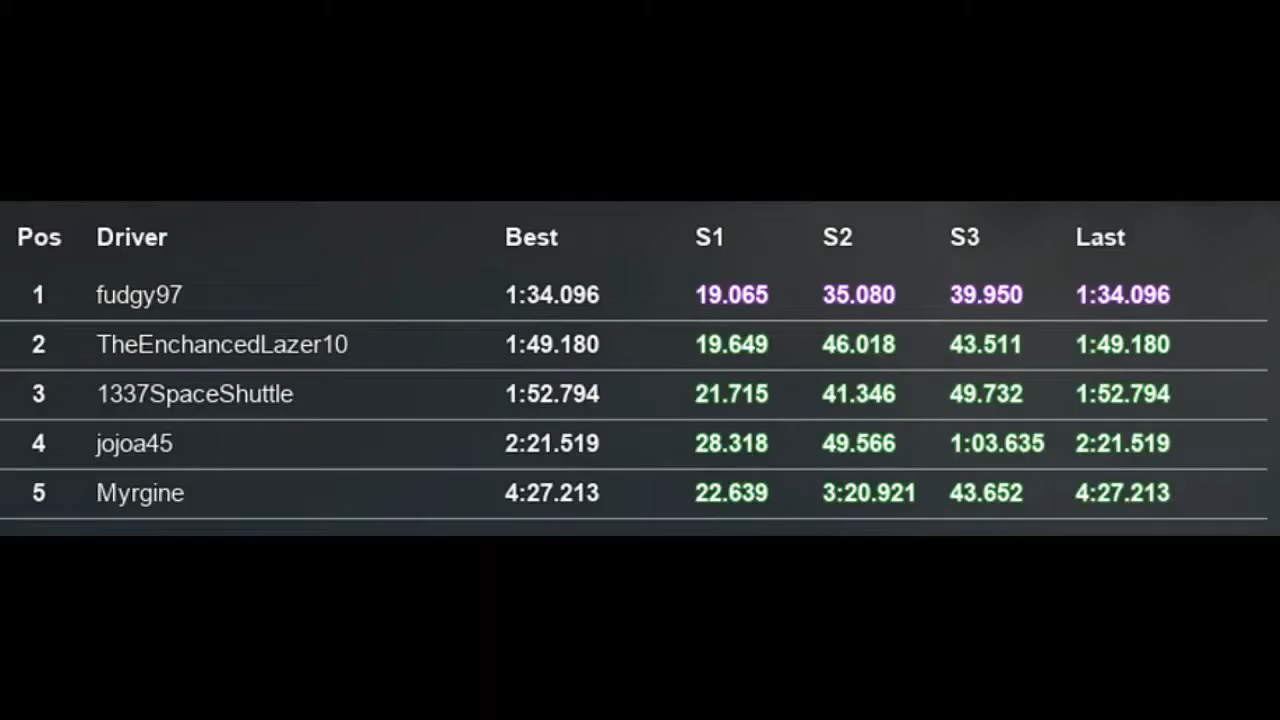 Pos Driver Best S1 S2 S3 Last
1 fudgy97 1:34.096 19.065 35.080 39.950 1:34.096
2 TheEnchancedLazer10 1:49.180 19.649 46.018 43.511 1:49.180
3 1337SpaceShuttle 1:52.794 21.715 41.346 49.732 1:52.794
4 jojoa45 2:21.519 28.318 49.566 1:03.635 2:21.519
5 Myrgine 4:27.213 22.639 3:20.921 43.652 4:27.213